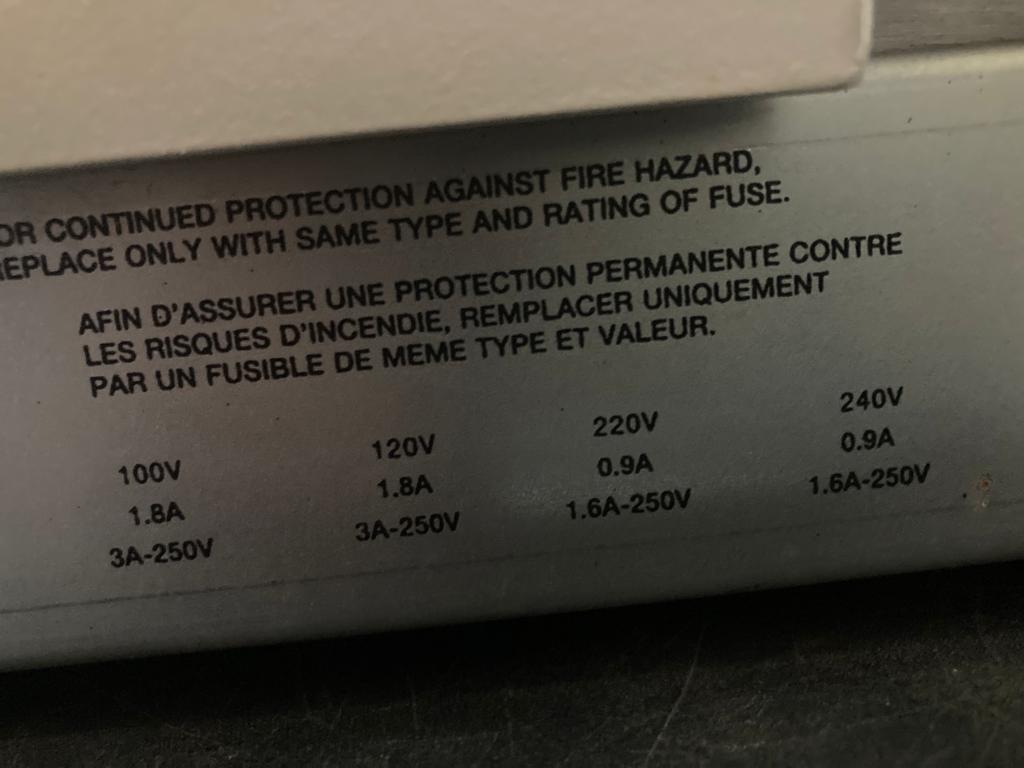 OR CONTINUED PROTECTION AGAINST FIRE HAZARD,
REPLACE ONLY WITH SAME TYPE AND RATING OF FUSE.
AFIN D'ASSURER UNE PROTECTION PERMANENTE CONTRE
LES RISQUES D'INCENDIE, REMPLACER UNIQUEMENT
PAR UN FUSIBLE DE MEME TYPE ET VALEUR.
100V 120V 220V 240V
1.8A 1.8A 0.9A 0.9A
3A-250V 3A-250V 1.6A-250V 1.6A-250V